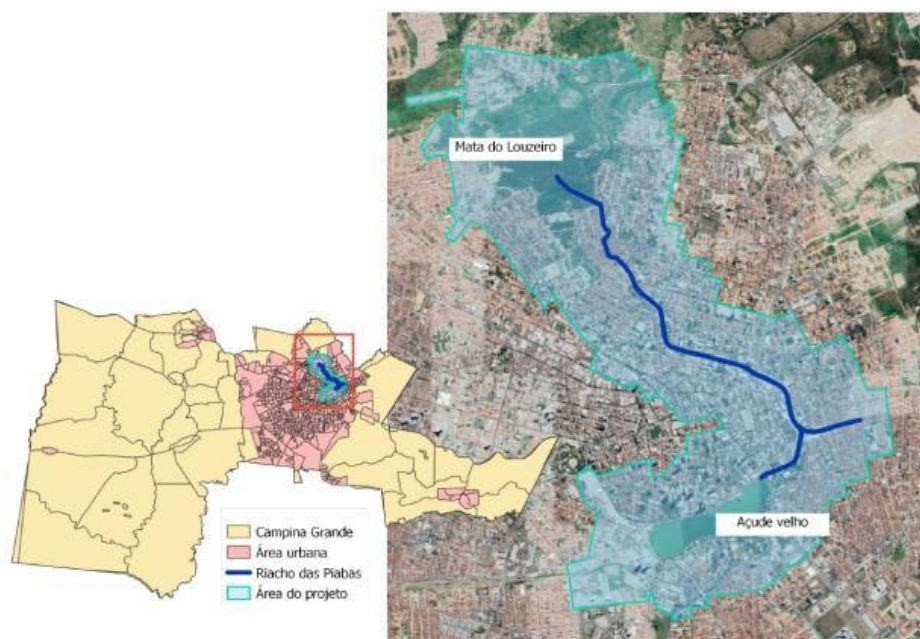 Mata do Louzeiro
Açude velho
Campina Grande
Área urbana
Riacho das Piabas
Área do projeto